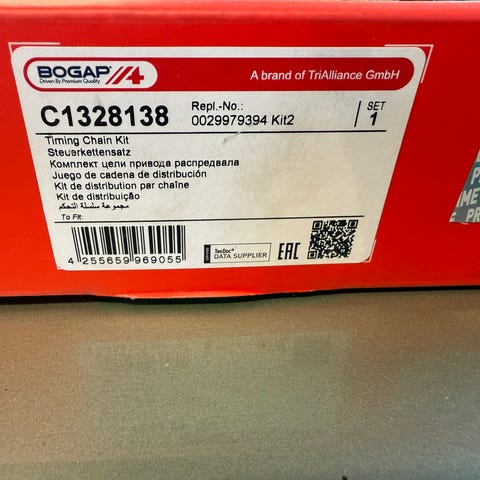 BOGAP
Driven By Premium Quality
A brand of TriAlliance GmbH
C1328138
Repl.-No.:
0029979394 Kit2
SET
1
Timing Chain Kit
Steuerkettensatz
Комплект цепи привода распредвала
Juego de cadena de distribución
Kit de distribution par chaîne
Kit de distribuição
مجموعة سلسلة التحكم
To Fit:
4 255659 969055
TecDoc®
DATA SUPPLIER
EAC